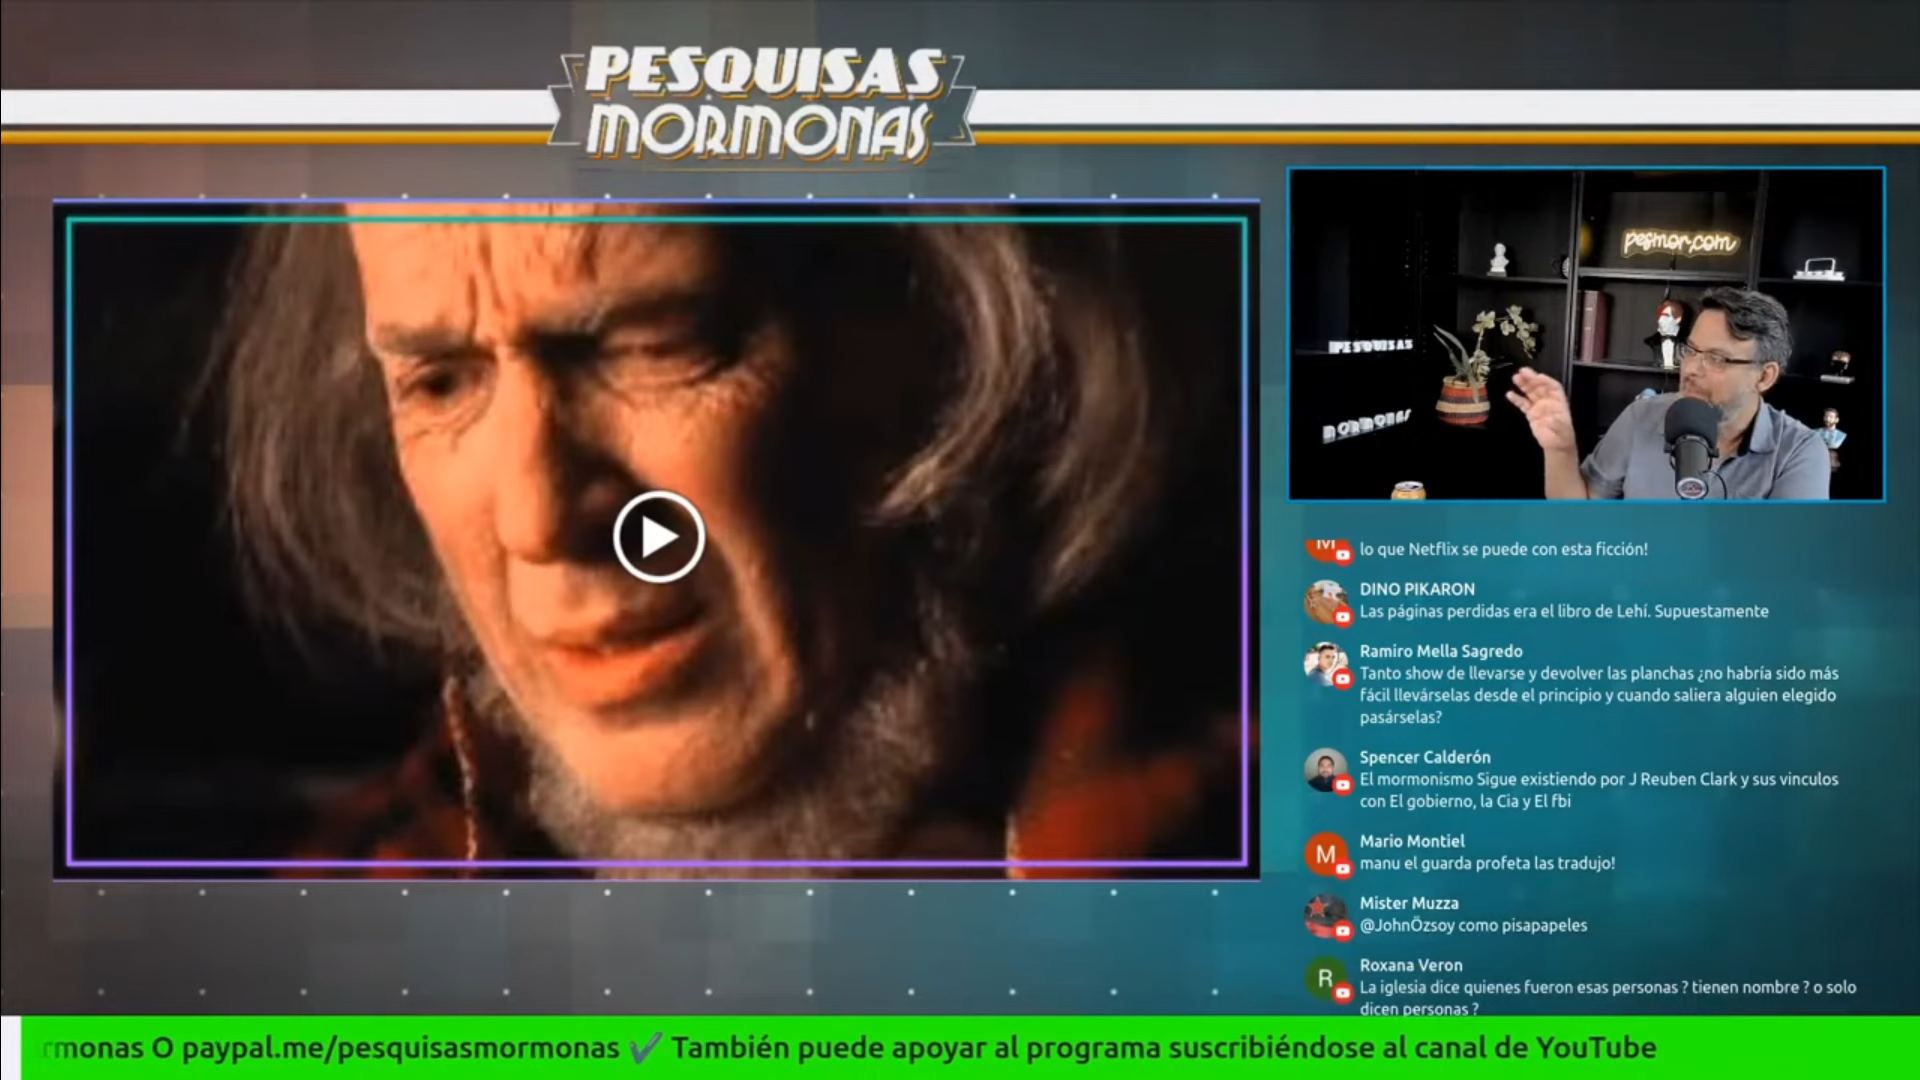 PESQUISAS
MORMONAS
pesmor.com
PESQUISAS
MORMONAS
lo que Netflix se puede con esta ficción!
DINO PIKARON
Las páginas perdidas era el libro de Lehí. Supuestamente
Ramiro Mella Sagredo
Tanto show de llevarse y devolver las planchas ¿no habría sido más
fácil llevárselas desde el principio y cuando saliera alguien elegido
pasárselas?
Spencer Calderón
El mormonismo Sigue existiendo por J Reuben Clark y sus vinculos
con El gobierno, la Cia y El fbi
M
Mario Montiel
manu el guarda profeta las tradujo!
Mister Muzza
@JohnÖzsoy como pisapapeles
R
Roxana Veron
La iglesia dice quienes fueron esas personas ? tienen nombre ? o solo
dicen personas ?
rmonas O paypal.me/pesquisasmormonas ✔ También puede apoyar al programa suscribiéndose al canal de YouTube